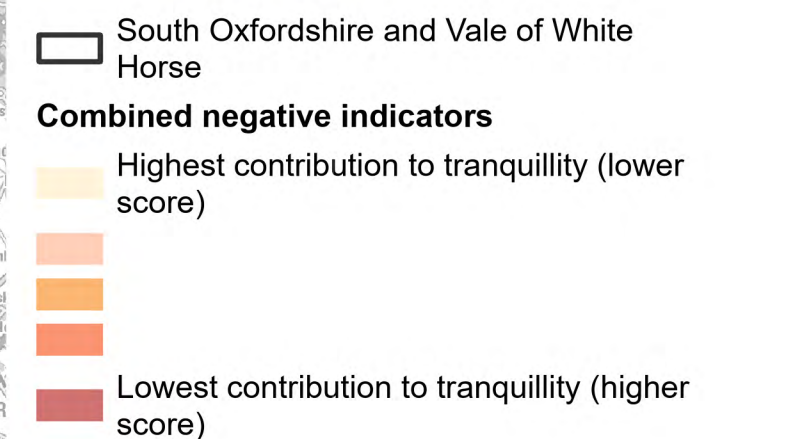 South Oxfordshire and Vale of White
Horse
Combined negative indicators
Highest contribution to tranquillity (lower
score)
Lowest contribution to tranquillity (higher
score)